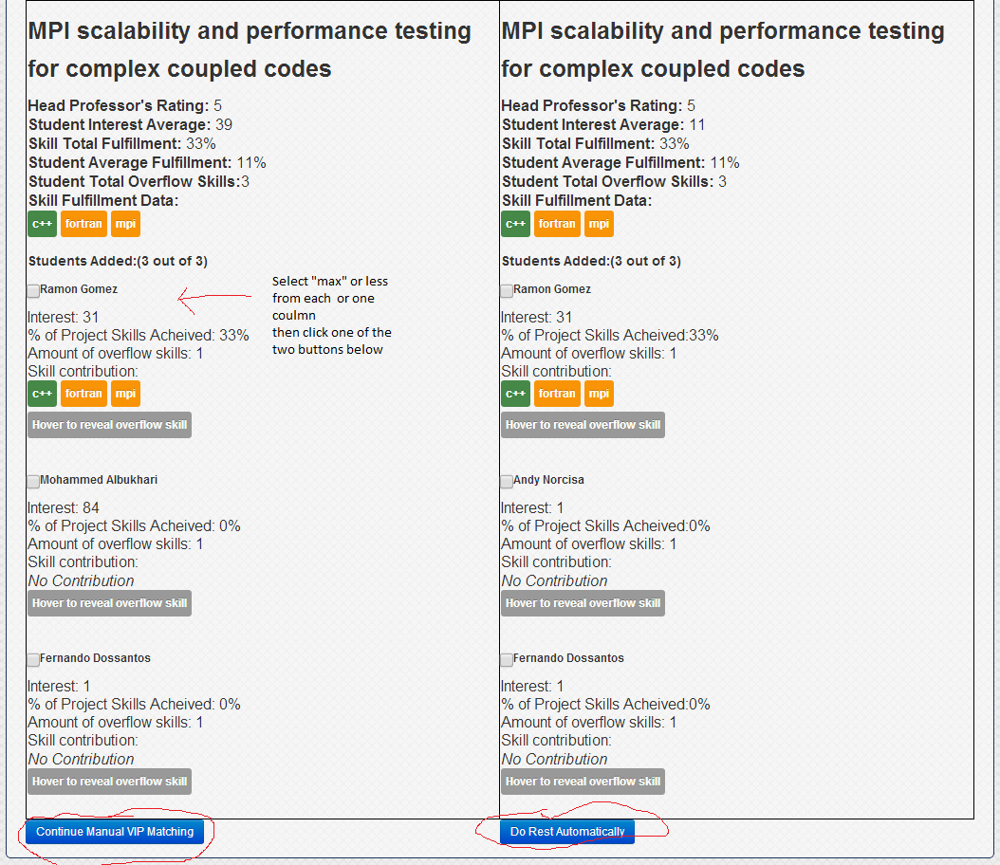 MPI scalability and performance testing
for complex coupled codes
Head Professor's Rating: 5
Student Interest Average: 39
Skill Total Fulfillment: 33%
Student Average Fulfillment: 11%
Student Total Overflow Skills:3
Skill Fulfillment Data:
c++ fortran mpi
Students Added:(3 out of 3)
Ramon Gomez
Interest: 31
% of Project Skills Acheived: 33%
Amount of overflow skills: 1
Skill contribution:
c++ fortran mpi
Hover to reveal overflow skill
Select "max" or less
from each or one
coulmn
then click one of the
two buttons below
Mohammed Albukhari
Interest: 84
% of Project Skills Acheived: 0%
Amount of overflow skills: 1
Skill contribution:
No Contribution
Hover to reveal overflow skill
Fernando Dossantos
Interest: 1
% of Project Skills Acheived: 0%
Amount of overflow skills: 1
Skill contribution:
No Contribution
Hover to reveal overflow skill
Continue Manual VIP Matching
MPI scalability and performance testing
for complex coupled codes
Head Professor's Rating: 5
Student Interest Average: 11
Skill Total Fulfillment: 33%
Student Average Fulfillment: 11%
Student Total Overflow Skills: 3
Skill Fulfillment Data:
c++ fortran mpi
Students Added:(3 out of 3)
Ramon Gomez
Interest: 31
% of Project Skills Acheived:33%
Amount of overflow skills: 1
Skill contribution:
c++ fortran mpi
Hover to reveal overflow skill
Andy Norcisa
Interest: 1
% of Project Skills Acheived:0%
Amount of overflow skills: 1
Skill contribution:
No Contribution
Hover to reveal overflow skill
Fernando Dossantos
Interest: 1
% of Project Skills Acheived:0%
Amount of overflow skills: 1
Skill contribution:
No Contribution
Hover to reveal overflow skill
Do Rest Automatically